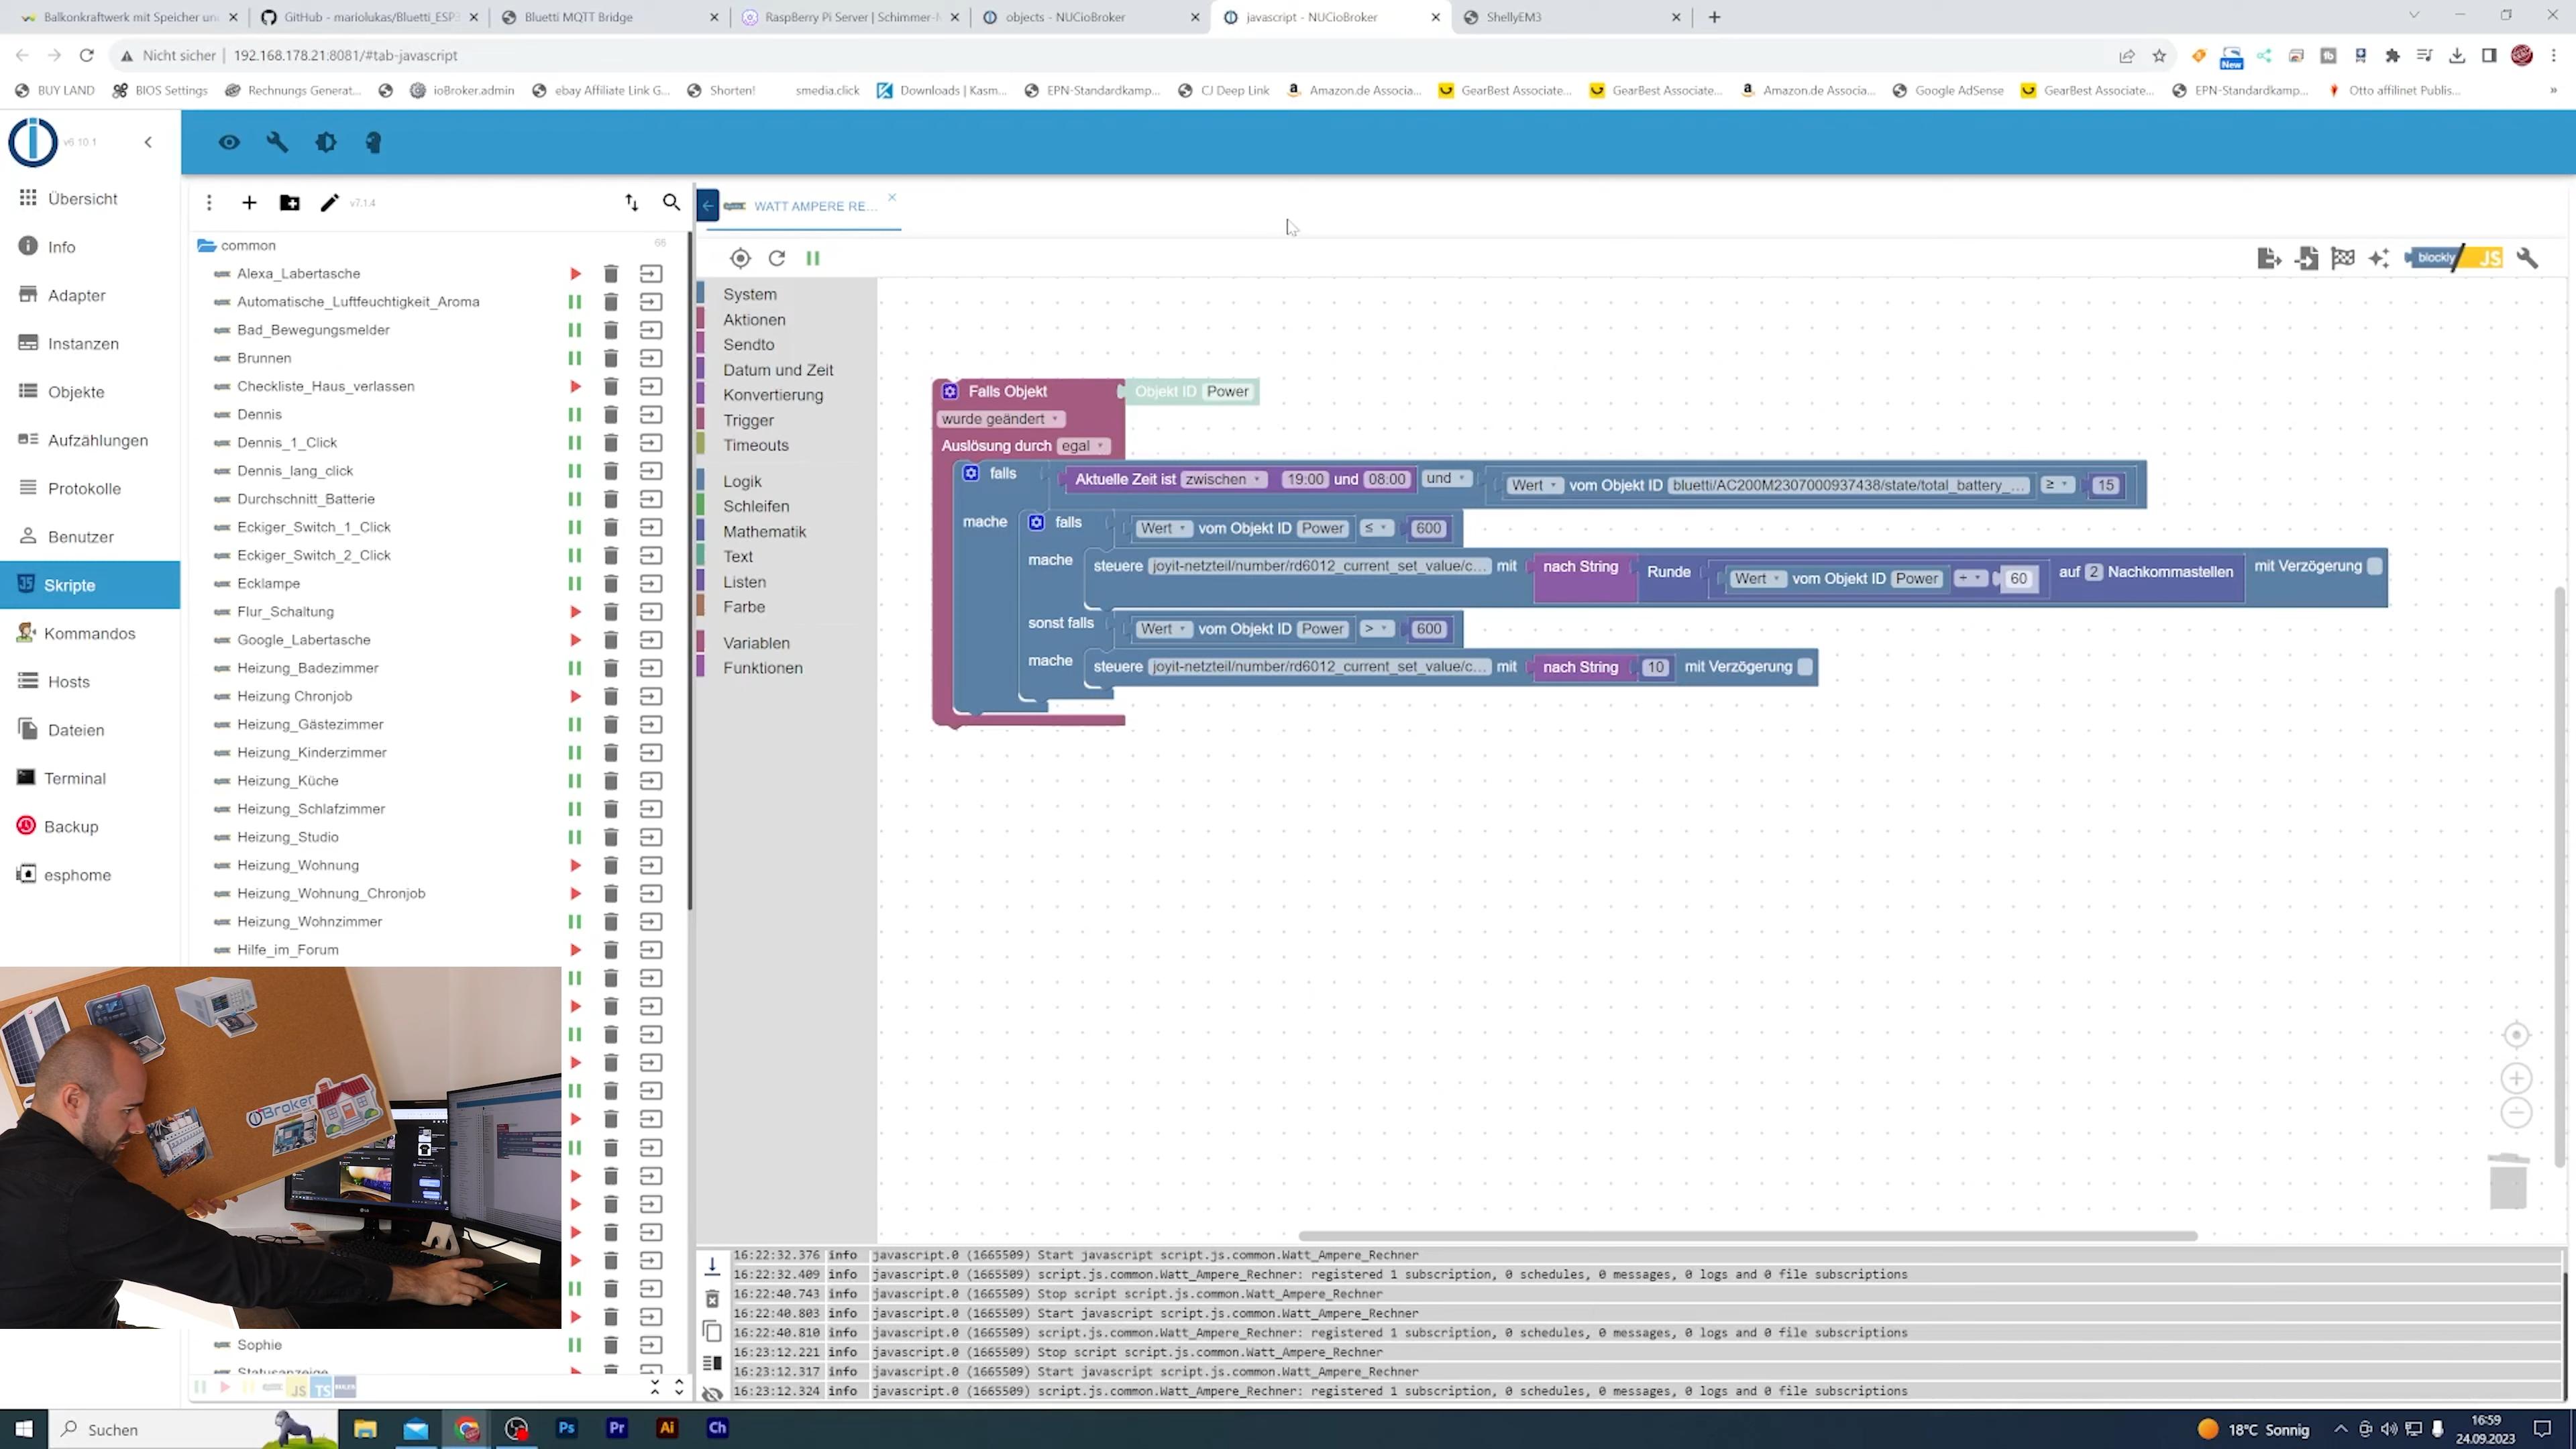 Balkonkraftwerk mit Speicher un
GitHub - mariolukas/Bluetti_ESP3
Bluetti MQTT Bridge
RaspBerry Pi Server | Schimmer-M
objects - NUCioBroker
javascript - NUCioBroker
ShellyEM3
Nicht sicher
192.168.178.21:8081/#tab-javascript
New
BUY LAND
BIOS Settings
Rechnungs Generat...
ioBroker.admin
ebay Affiliate Link G...
Shorten!
smedia.click
Downloads | Kasm...
EPN-Standardkamp...
CJ Deep Link
Amazon.de Associa...
GearBest Associate...
GearBest Associate...
Amazon.de Associa...
Google AdSense
GearBest Associate...
EPN-Standardkamp...
Otto affilinet Publis...
v6.10.1
Übersicht
Info
Adapter
Instanzen
Objekte
Aufzählungen
Protokolle
Benutzer
Skripte
Kommandos
Hosts
Dateien
Terminal
Backup
esphome
v7.1.4
common
66
Alexa_Labertasche
Automatische_Luftfeuchtigkeit_Aroma
Bad_Bewegungsmelder
Brunnen
Checkliste_Haus_verlassen
Dennis
Dennis_1_Click
Dennis_lang_click
Durchschnitt_Batterie
Eckiger_Switch_1_Click
Eckiger_Switch_2_Click
Ecklampe
Flur_Schaltung
Google_Labertasche
Heizung_Badezimmer
Heizung Chronjob
Heizung_Gästezimmer
Heizung_Kinderzimmer
Heizung_Küche
Heizung_Schlafzimmer
Heizung_Studio
Heizung_Wohnung
Heizung_Wohnung_Chronjob
Heizung_Wohnzimmer
Hilfe_im_Forum
Sophie
Statusanzeige
JS
TS
WATT AMPERE RE...
blockly
JS
System
Aktionen
Sendto
Datum und Zeit
Konvertierung
Trigger
Timeouts
Logik
Schleifen
Mathematik
Text
Listen
Farbe
Variablen
Funktionen
Falls Objekt Objekt ID Power
wurde geändert
Auslösung durch egal
falls Aktuelle Zeit ist zwischen 19:00 und 08:00 und Wert vom Objekt ID bluetti/AC200M2307000937438/state/total_battery_... ≥ 15
mache falls Wert vom Objekt ID Power ≤ 600
mache steuere joyit-netzteil/number/rd6012_current_set_value/c... mit nach String Runde Wert vom Objekt ID Power ÷ 60 auf 2 Nachkommastellen mit Verzögerung
sonst falls Wert vom Objekt ID Power > 600
mache steuere joyit-netzteil/number/rd6012_current_set_value/c... mit nach String 10 mit Verzögerung
ioBroker
16:22:32.376 info javascript.0 (1665509) Start javascript script.js.common.Watt_Ampere_Rechner
16:22:32.409 info javascript.0 (1665509) script.js.common.Watt_Ampere_Rechner: registered 1 subscription, 0 schedules, 0 messages, 0 logs and 0 file subscriptions
16:22:40.743 info javascript.0 (1665509) Stop script script.js.common.Watt_Ampere_Rechner
16:22:40.803 info javascript.0 (1665509) Start javascript script.js.common.Watt_Ampere_Rechner
16:22:40.810 info javascript.0 (1665509) script.js.common.Watt_Ampere_Rechner: registered 1 subscription, 0 schedules, 0 messages, 0 logs and 0 file subscriptions
16:23:12.221 info javascript.0 (1665509) Stop script script.js.common.Watt_Ampere_Rechner
16:23:12.317 info javascript.0 (1665509) Start javascript script.js.common.Watt_Ampere_Rechner
16:23:12.324 info javascript.0 (1665509) script.js.common.Watt_Ampere_Rechner: registered 1 subscription, 0 schedules, 0 messages, 0 logs and 0 file subscriptions
Suchen
Ps
Pr
Ai
Ch
18°C Sonnig
16:59
24.09.2023